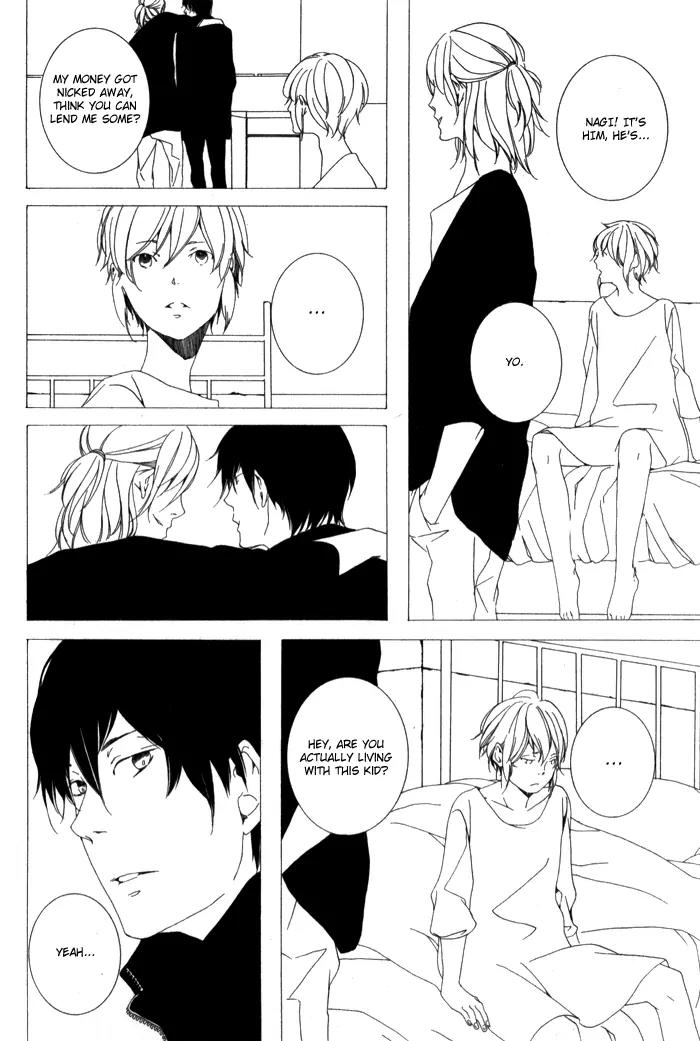 NAGI! IT'S
HIM, HE'S...
YO.
MY MONEY GOT
NICKED AWAY,
THINK YOU CAN
LEND ME SOME?
...
...
HEY, ARE YOU
ACTUALLY LIVING
WITH THIS KID?
YEAH...